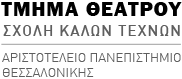 ΤΜΗΜΑ ΘΕΑΤΡΟΥ
ΣΧΟΛΗ ΚΑΛΩΝ ΤΕΧΝΩΝ
ΑΡΙΣΤΟΤΕΛΕΙΟ ΠΑΝΕΠΙΣΤΗΜΙΟ
ΘΕΣΣΑΛΟΝΙΚΗΣ